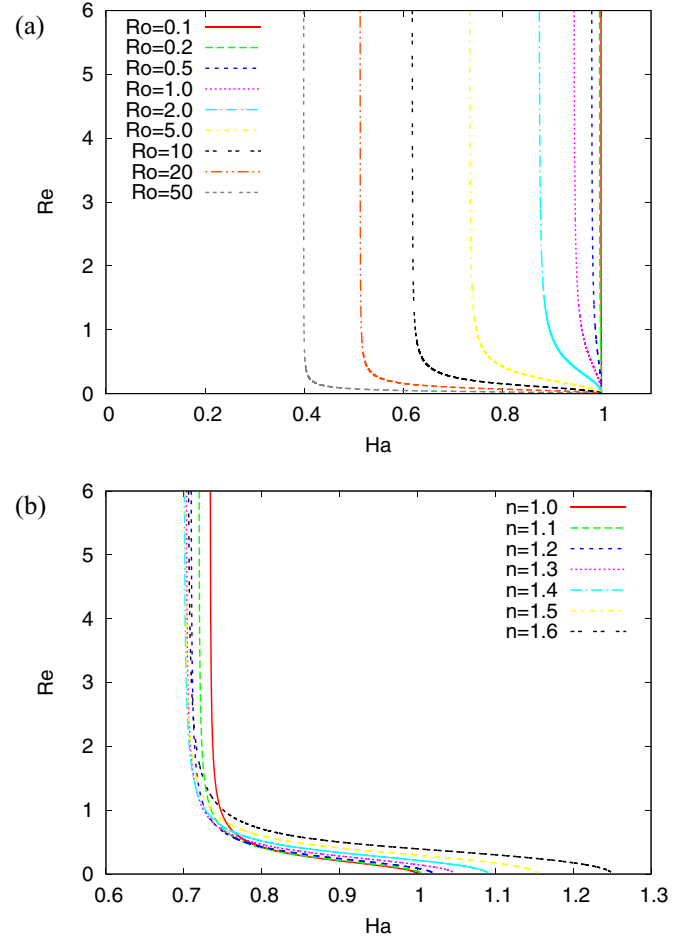 (a)
6
5
4
3
2
1
0
Re
Ro=0.1
Ro=0.2
Ro=0.5
Ro=1.0
Ro=2.0
Ro=5.0
Ro=10
Ro=20
Ro=50
0 0.2 0.4 0.6 0.8 1
Ha
(b)
6
5
4
3
2
1
0
Re
n=1.0
n=1.1
n=1.2
n=1.3
n=1.4
n=1.5
n=1.6
0.6 0.7 0.8 0.9 1 1.1 1.2 1.3
Ha